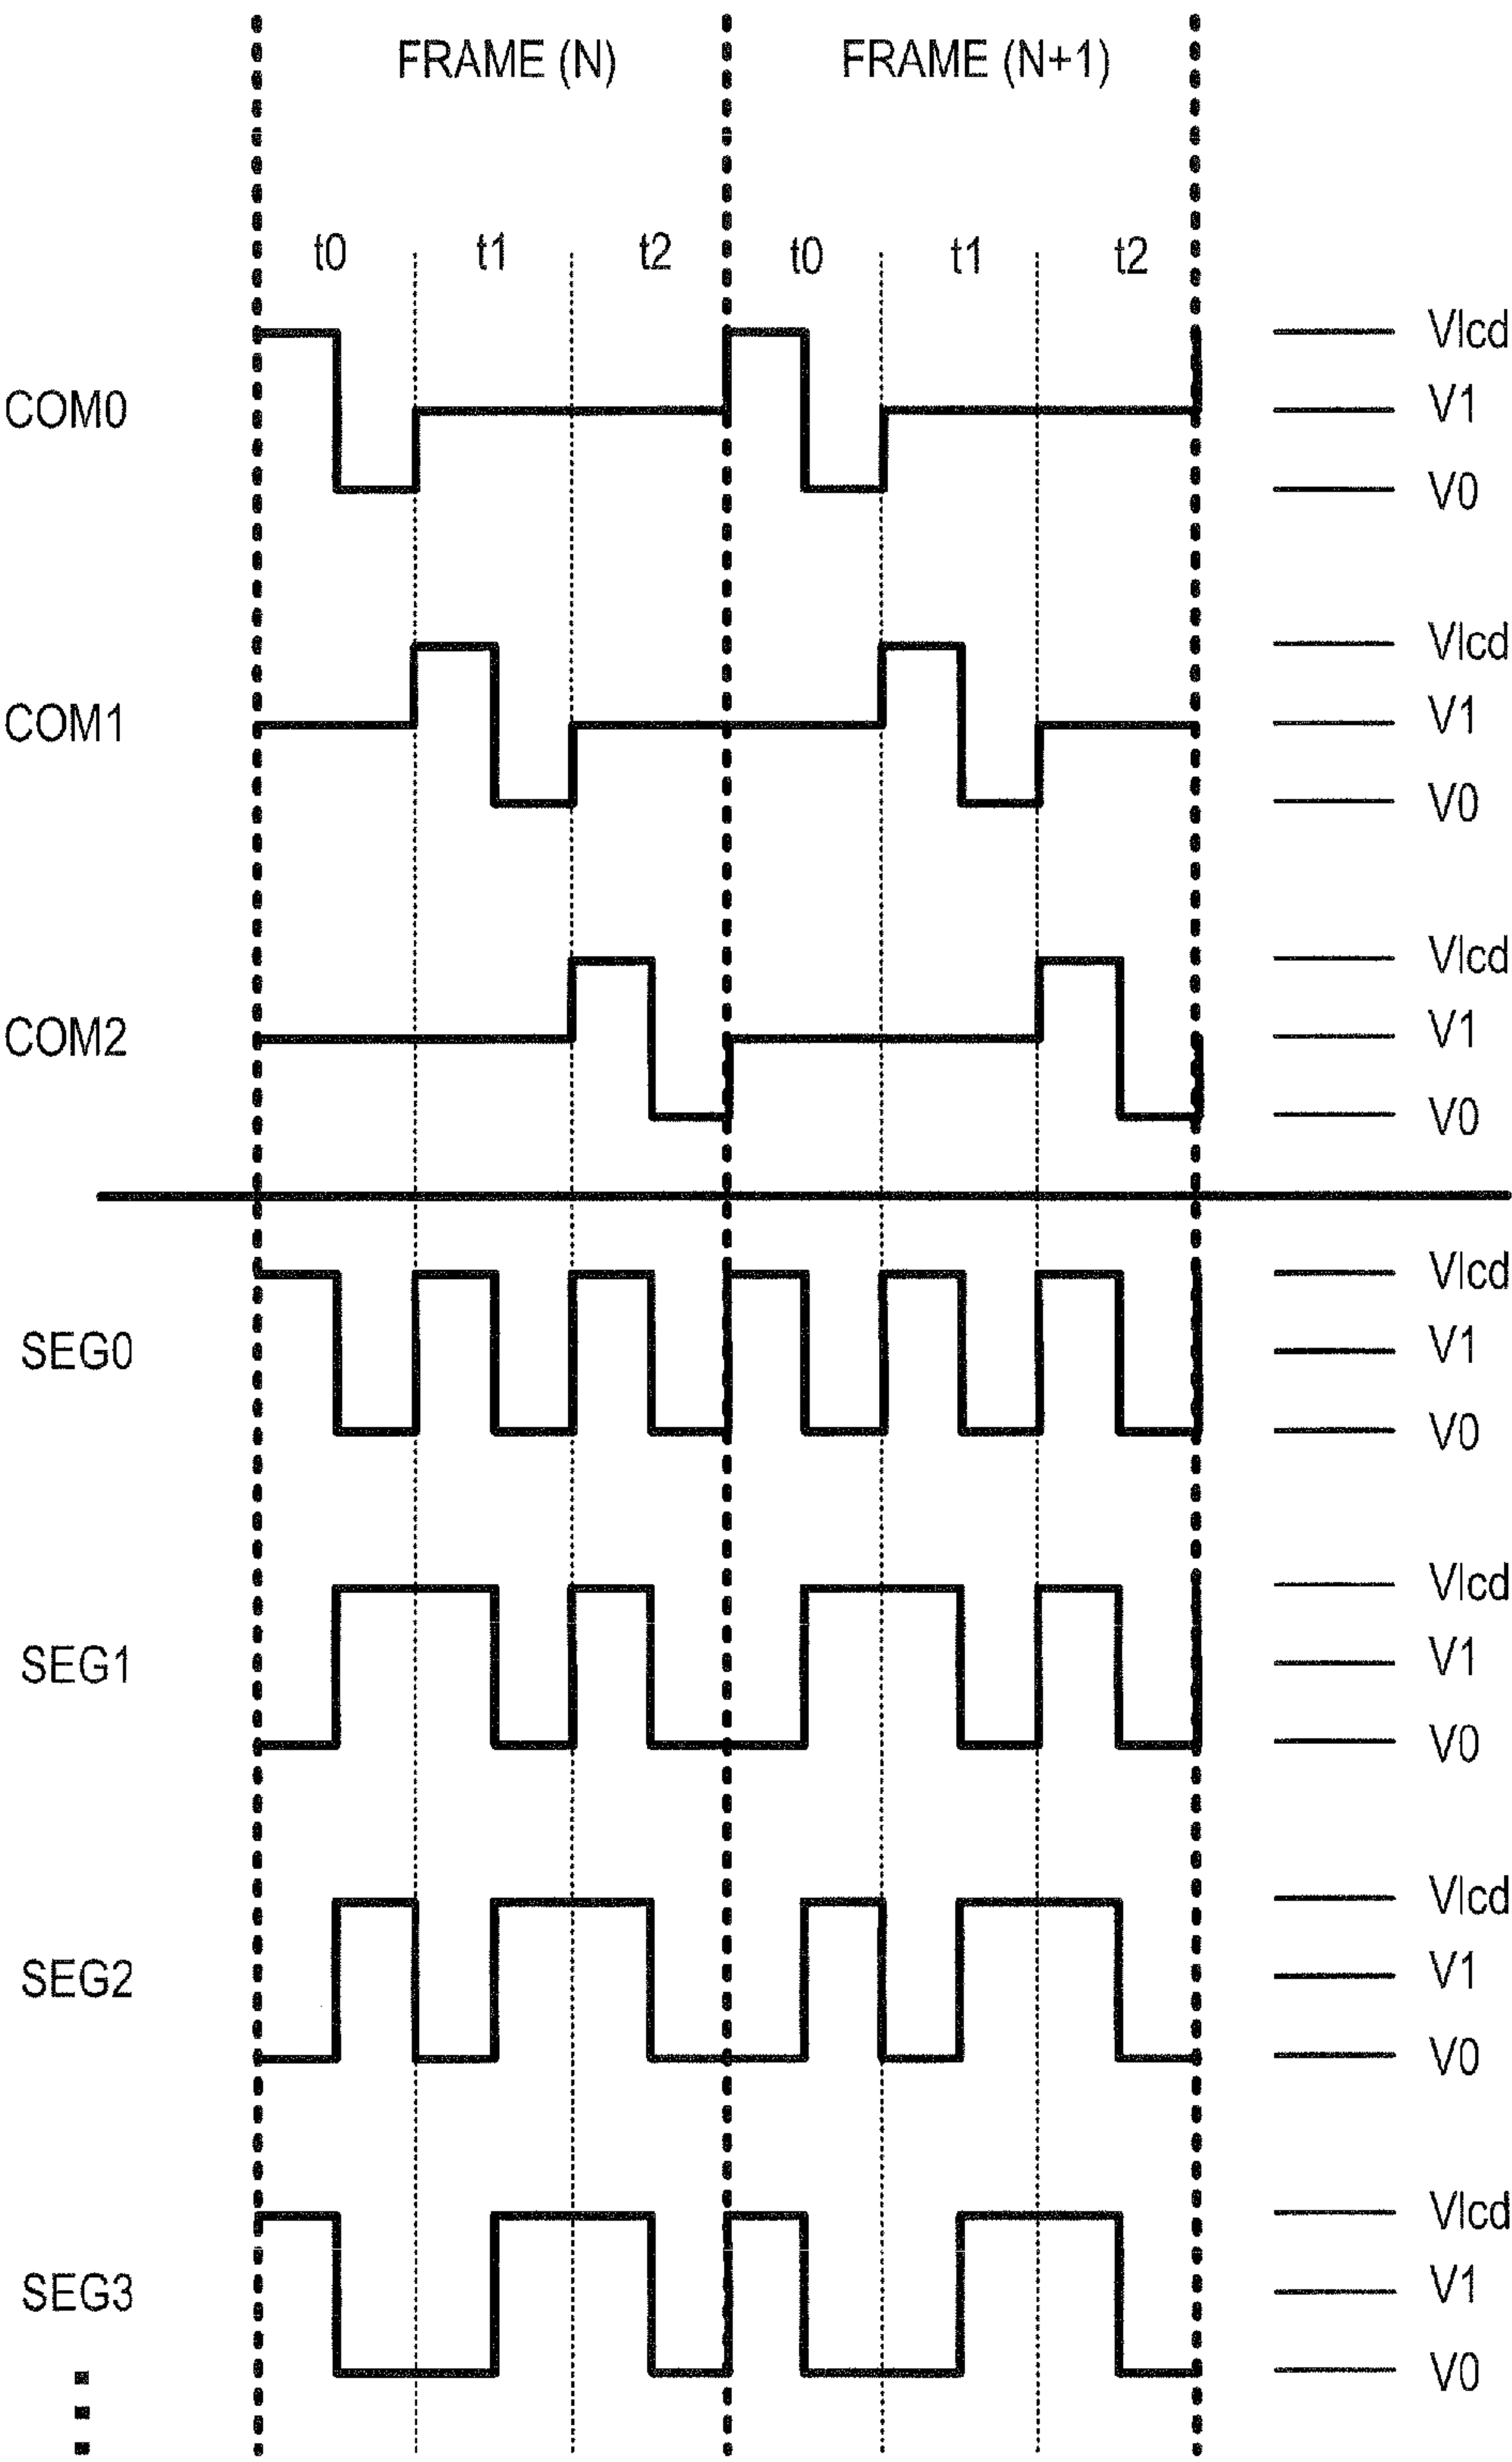 FRAME (N) FRAME (N+1)
t0 t1 t2 t0 t1 t2
Vlcd
COM0 V1
V0
Vlcd
COM1 V1
V0
Vlcd
COM2 V1
V0
Vlcd
SEG0 V1
V0
Vlcd
SEG1 V1
V0
Vlcd
SEG2 V1
V0
Vlcd
SEG3 V1
V0